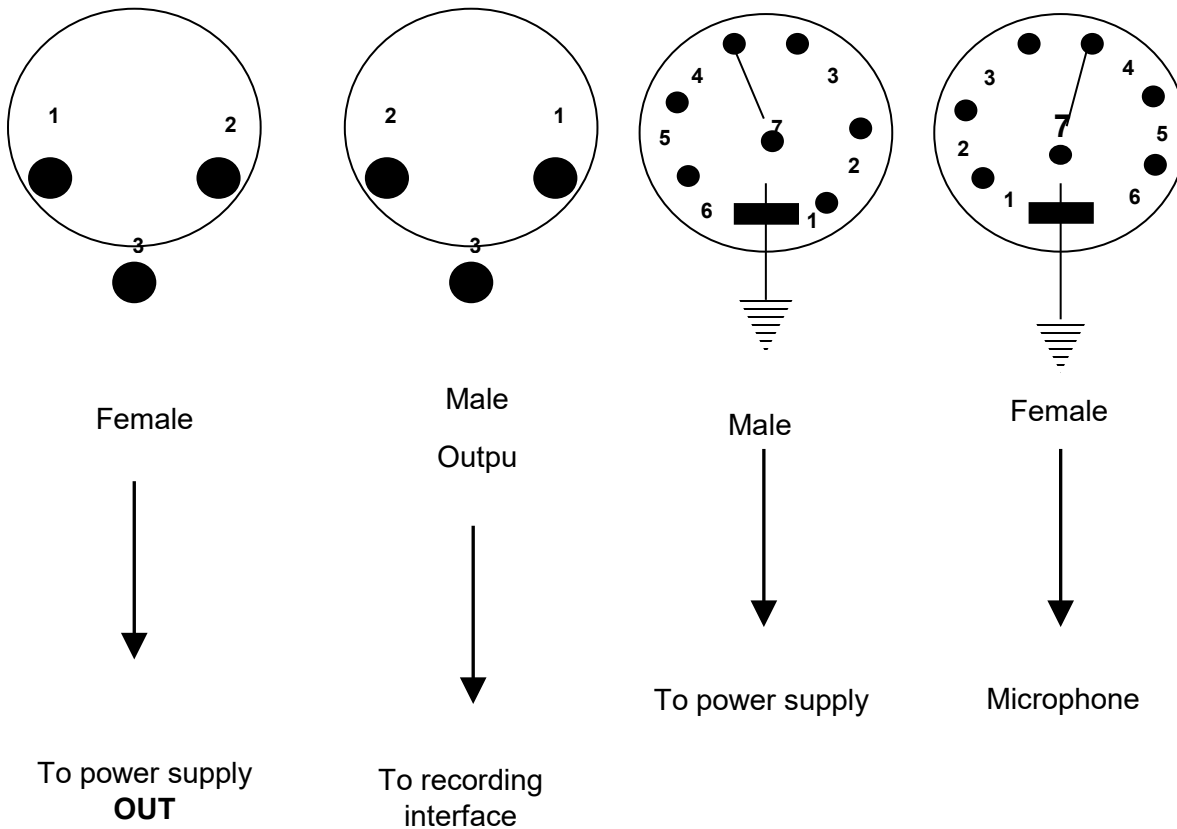 1
2
3
Female
To power supply
OUT
2
1
3
Male
Outpu
To recording
interface
4
3
7
5
2
6
1
Male
To power supply
3
4
7
2
5
1
6
Female
Microphone